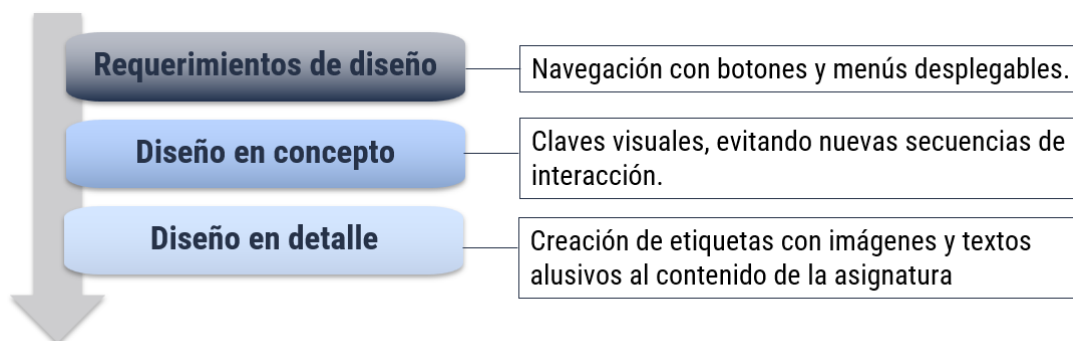 Requerimientos de diseño
Navegación con botones y menús desplegables.
Diseño en concepto
Claves visuales, evitando nuevas secuencias de
interacción.
Diseño en detalle
Creación de etiquetas con imágenes y textos
alusivos al contenido de la asignatura